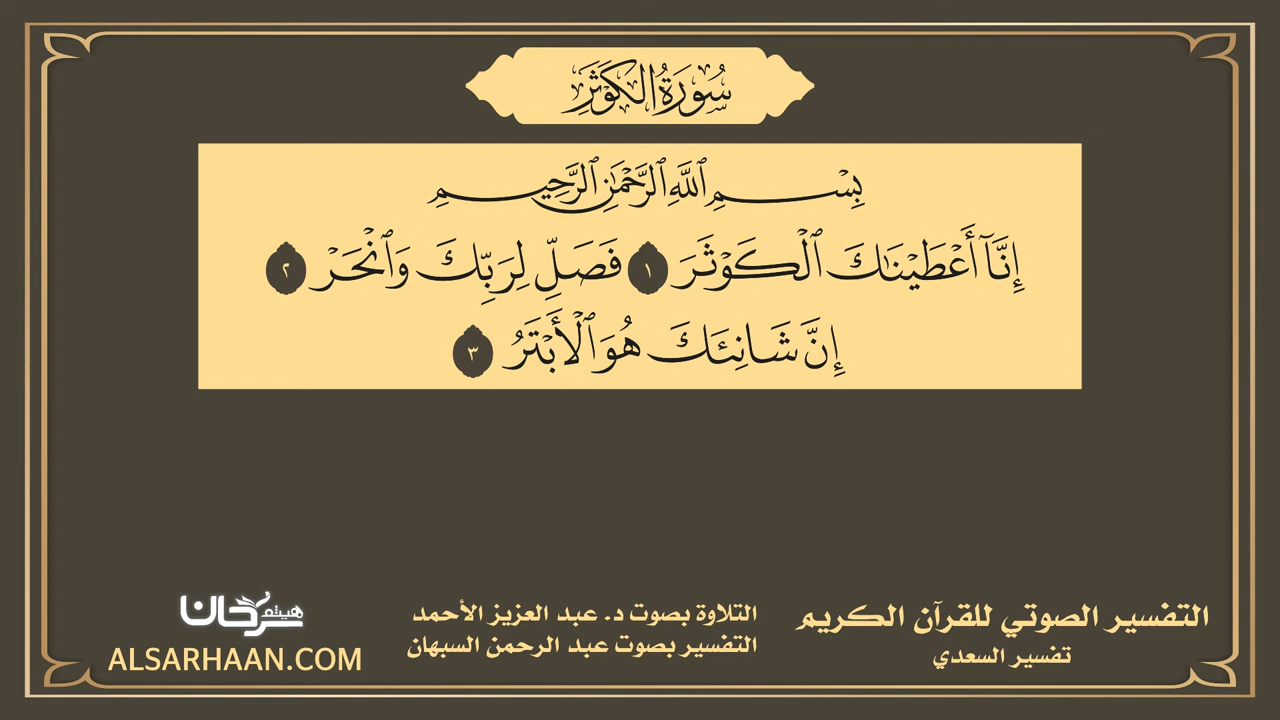 سُورَةُ الكَوْثَرِ
بِسْمِ ٱللَّهِ ٱلرَّحْمَٰنِ ٱلرَّحِيمِ
إِنَّآ أَعْطَيْنَٰكَ ٱلْكَوْثَرَ ١ فَصَلِّ لِرَبِّكَ وَٱنْحَرْ ٢
إِنَّ شَانِئَكَ هُوَ ٱلْأَبْتَرُ ٣
التفسير الصوتي للقرآن الكريم
تفسير السعدي
التلاوة بصوت د. عبد العزيز الأحمد
التفسير بصوت عبد الرحمن السبهان
هيثم سرحان
ALSARHAAN.COM